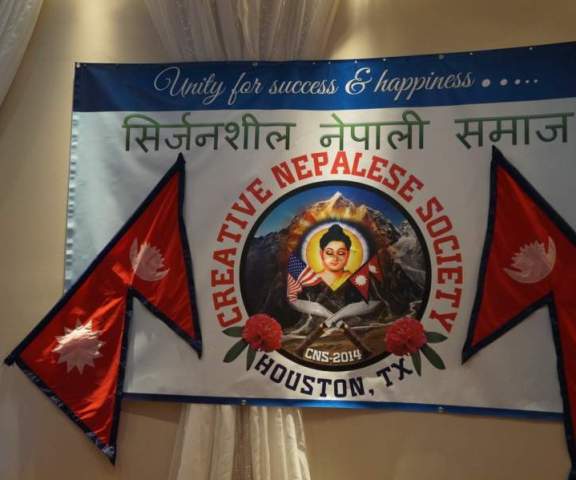 Unity for success & happiness . . . . . .
सिर्जनशील नेपाली समाज
CREATIVE NEPALESE SOCIETY
CNS-2014
HOUSTON, TX